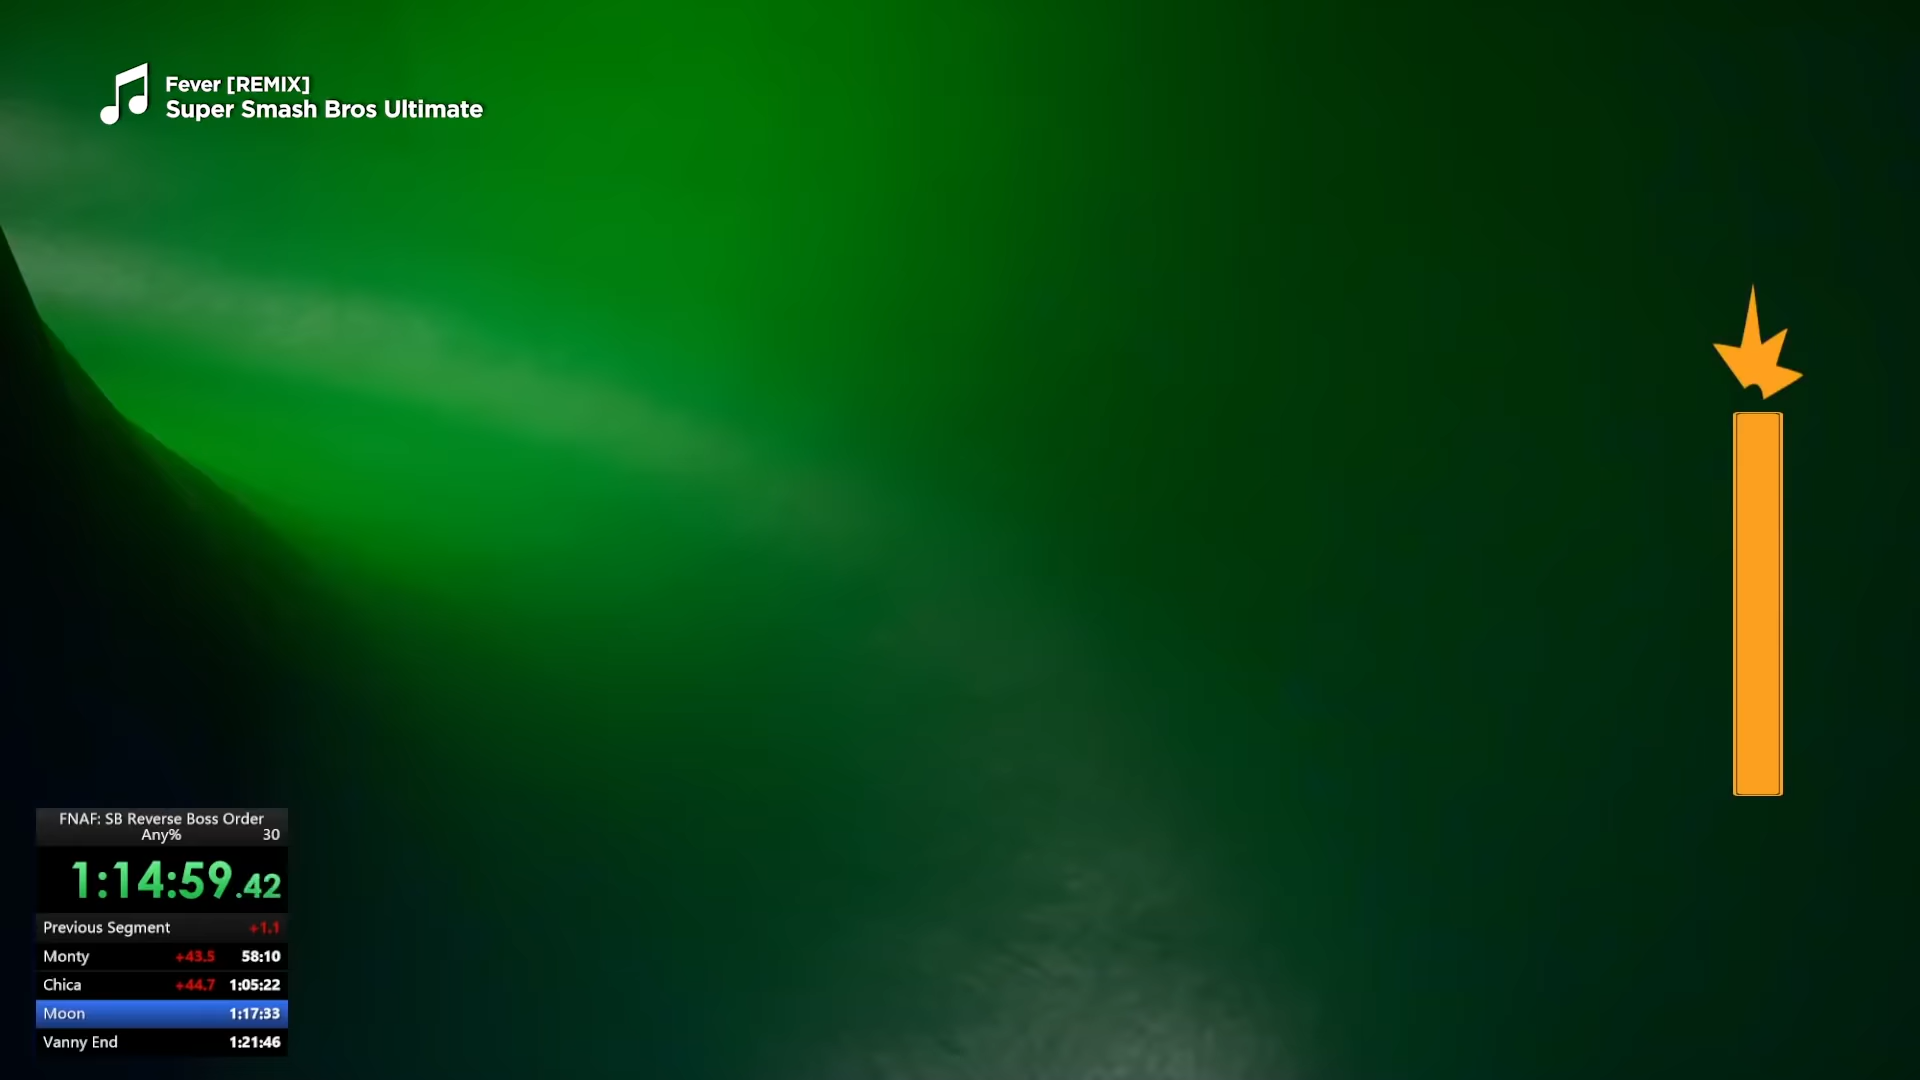 Fever [REMIX]
Super Smash Bros Ultimate
FNAF: SB Reverse Boss Order
Any% 30
1:14:59.42
Previous Segment +1.1
Monty +43.5 58:10
Chica +44.7 1:05:22
Moon 1:17:33
Vanny End 1:21:46